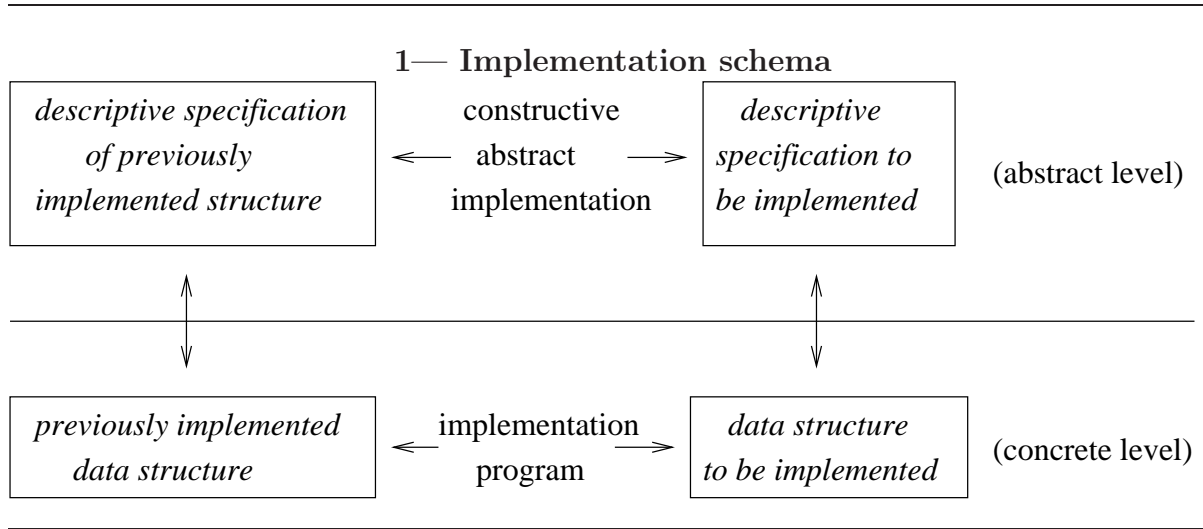 1— Implementation schema
descriptive specification
of previously
implemented structure
constructive
abstract
implementation
descriptive
specification to
be implemented
(abstract level)
previously implemented
data structure
implementation
program
data structure
to be implemented
(concrete level)